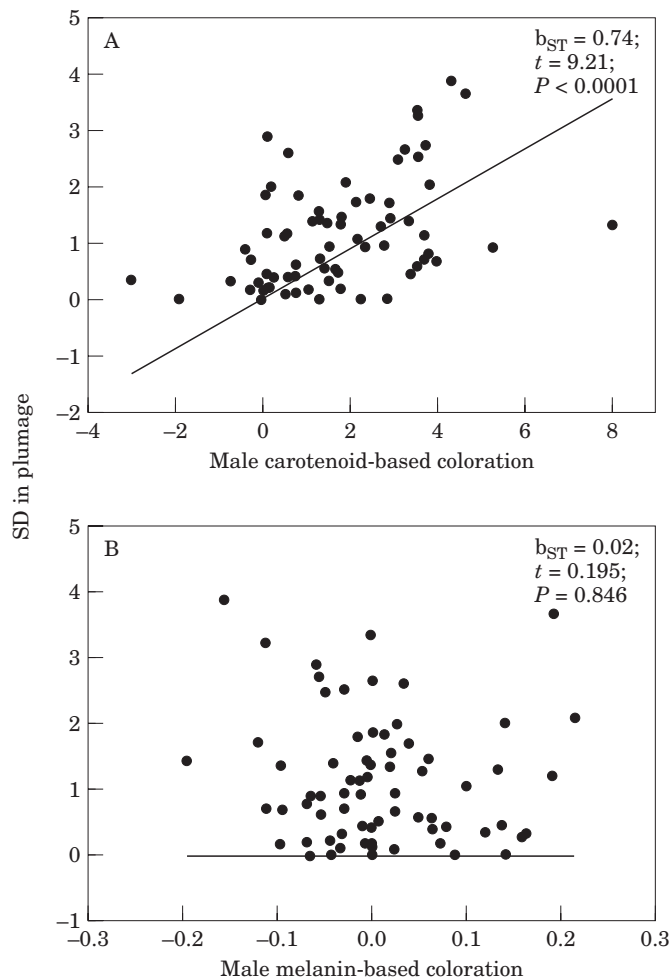 5
A
b_ST = 0.74;
t = 9.21;
P < 0.0001
4
3
2
1
0
–1
–2
–4
–2
0
2
4
6
8
Male carotenoid-based coloration
SD in plumage
5
B
b_ST = 0.02;
t = 0.195;
P = 0.846
4
3
2
1
0
–1
–0.3
–0.2
–0.1
0.0
0.1
0.2
0.3
Male melanin-based coloration